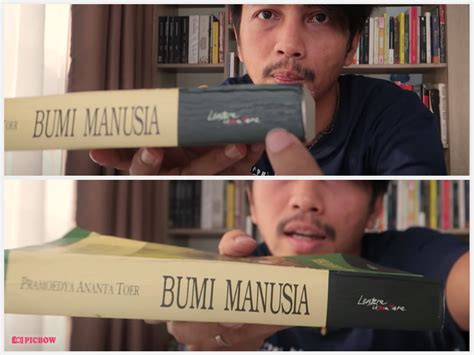 TOER BUMI MANUSIA Lentera Dipantara
PRAMOEDYA ANANTA TOER BUMI MANUSIA Lentera Dipantara
PICBOW